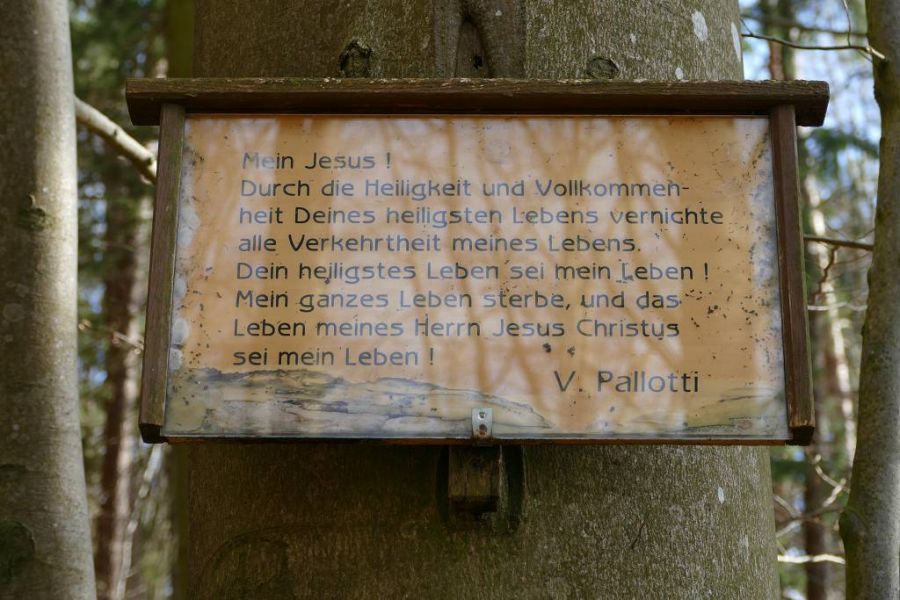 Mein Jesus !
Durch die Heiligkeit und Vollkommen-
heit Deines heiligsten Lebens vernichte
alle Verkehrtheit meines Lebens.
Dein heiligstes Leben sei mein Leben !
Mein ganzes Leben sterbe, und das
Leben meines Herrn Jesus Christus
sei mein Leben !
V. Pallotti